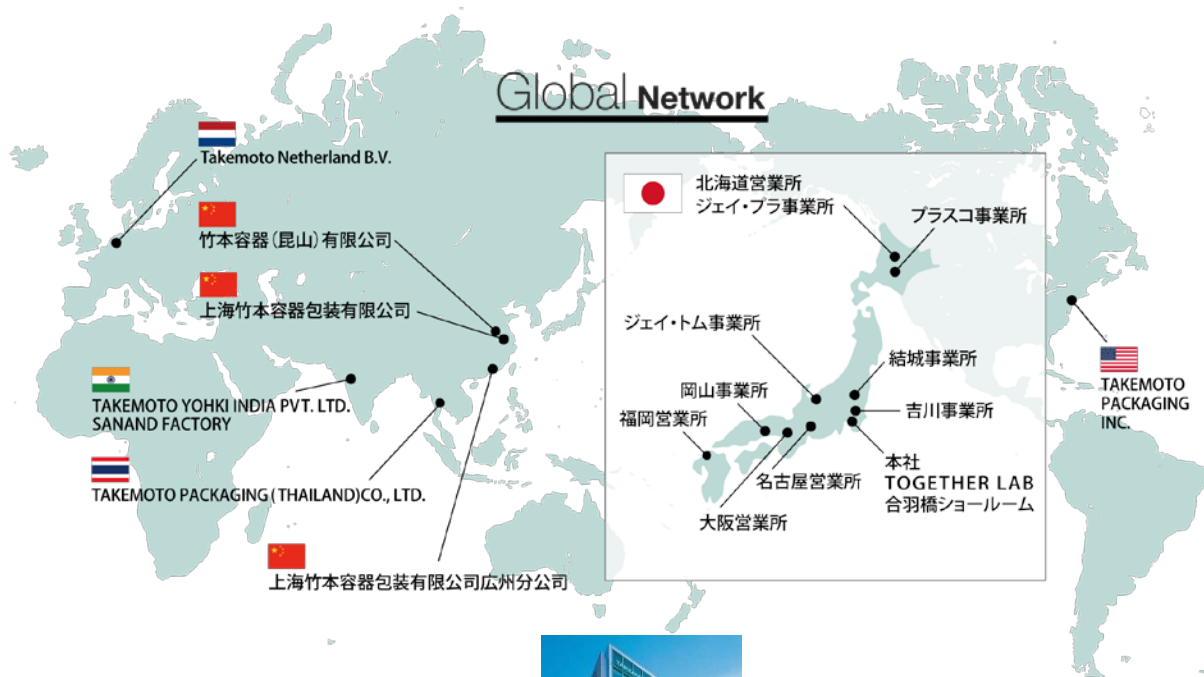 Global Network
Takemoto Netherland B.V.
竹本容器(昆山)有限公司
上海竹本容器包装有限公司
TAKEMOTO YOHKI INDIA PVT. LTD.
SANAND FACTORY
TAKEMOTO PACKAGING (THAILAND)CO., LTD.
上海竹本容器包装有限公司広州分公司
北海道営業所
ジェイ・プラ事業所
プラスコ事業所
ジェイ・トム事業所
結城事業所
岡山事業所
吉川事業所
福岡営業所
本社
TOGETHER LAB
合羽橋ショールーム
名古屋営業所
大阪営業所
TAKEMOTO
PACKAGING
INC.